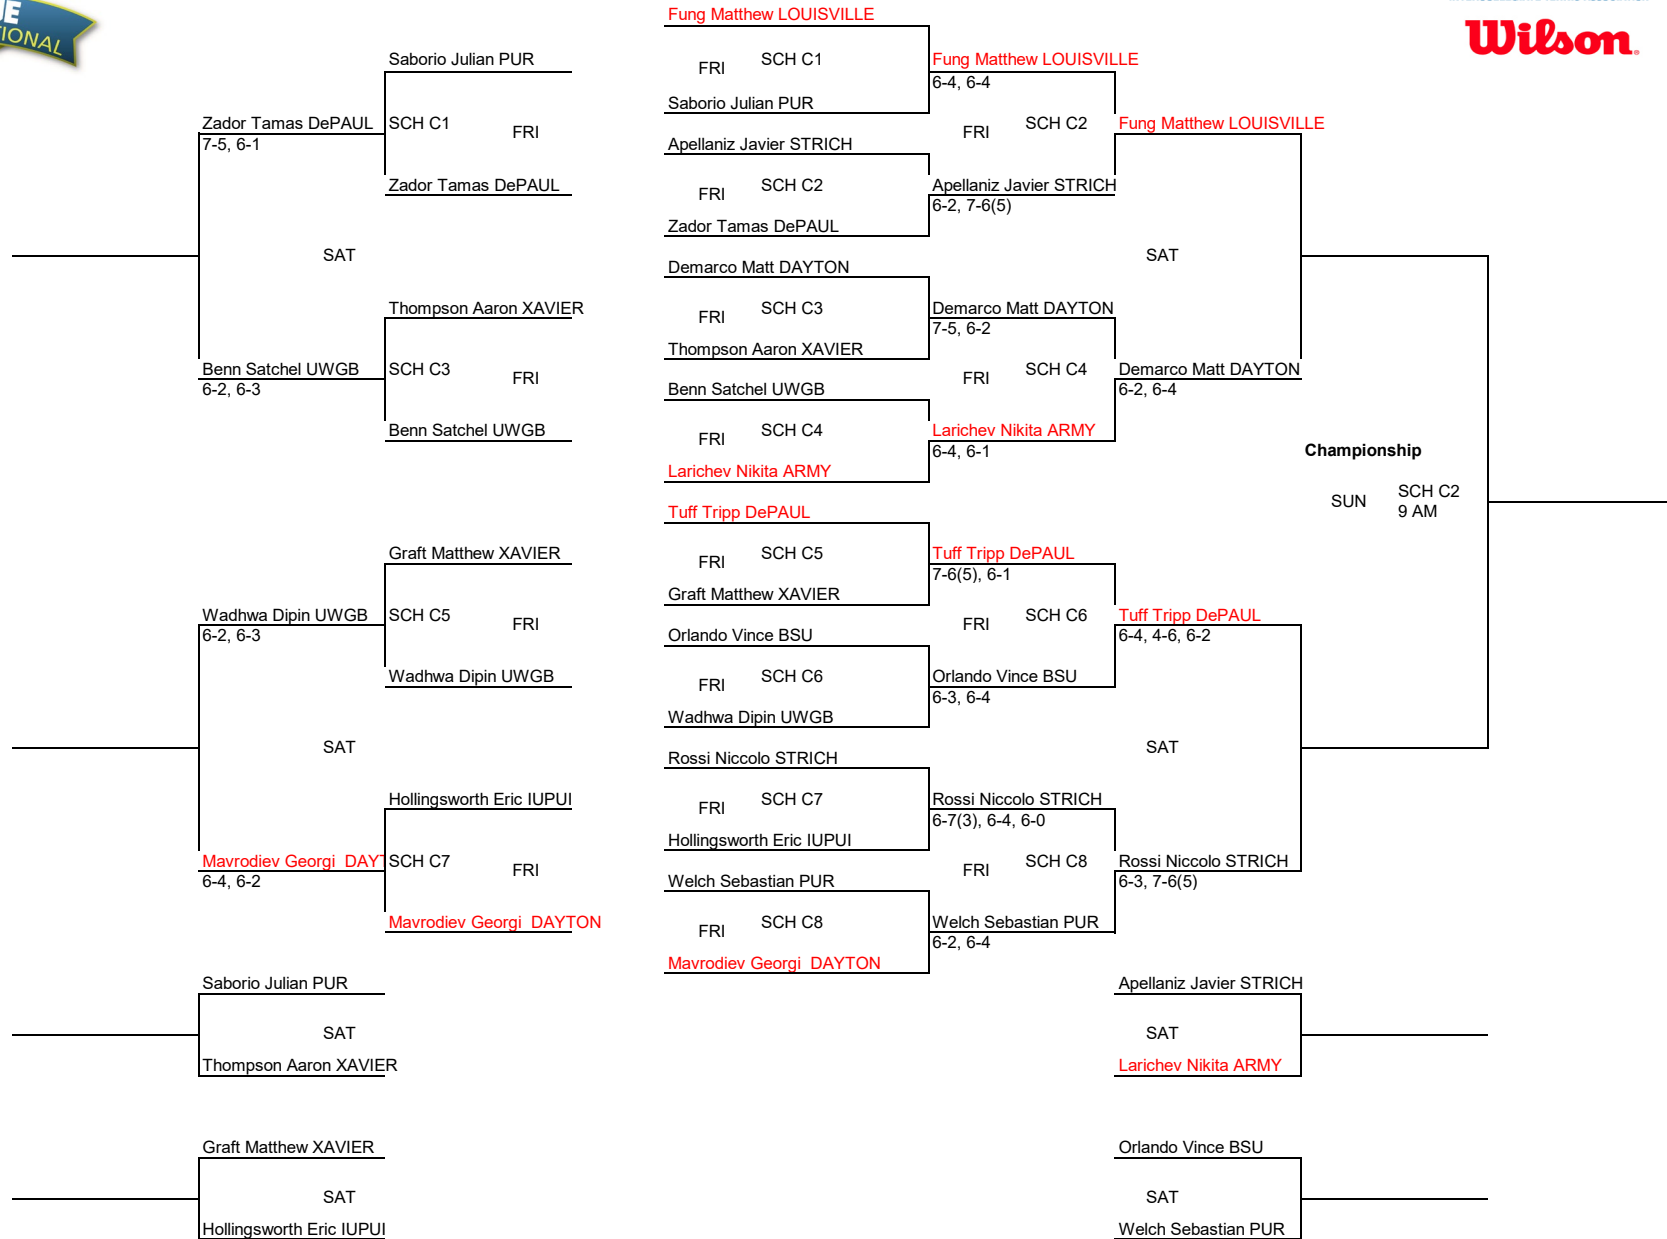 UE
TIONAL
Wilson.
Fung Matthew LOUISVILLE
Saborio Julian PUR
FRI
SCH C1
Fung Matthew LOUISVILLE
6-4, 6-4
Saborio Julian PUR
Zador Tamas DePAUL
7-5, 6-1
SCH C1
FRI
Apellaniz Javier STRICH
FRI
SCH C2
Fung Matthew LOUISVILLE
Zador Tamas DePAUL
FRI
SCH C2
Apellaniz Javier STRICH
6-2, 7-6(5)
Zador Tamas DePAUL
SAT
Demarco Matt DAYTON
SAT
Thompson Aaron XAVIER
FRI
SCH C3
Demarco Matt DAYTON
7-5, 6-2
Thompson Aaron XAVIER
Benn Satchel UWGB
6-2, 6-3
SCH C3
FRI
Benn Satchel UWGB
FRI
SCH C4
Demarco Matt DAYTON
6-2, 6-4
Benn Satchel UWGB
FRI
SCH C4
Larichev Nikita ARMY
6-4, 6-1
Larichev Nikita ARMY
Championship
SUN
SCH C2
9 AM
Tuff Tripp DePAUL
Graft Matthew XAVIER
FRI
SCH C5
Tuff Tripp DePAUL
7-6(5), 6-1
Graft Matthew XAVIER
Wadhwa Dipin UWGB
6-2, 6-3
SCH C5
FRI
Orlando Vince BSU
FRI
SCH C6
Tuff Tripp DePAUL
6-4, 4-6, 6-2
Wadhwa Dipin UWGB
FRI
SCH C6
Orlando Vince BSU
6-3, 6-4
Wadhwa Dipin UWGB
SAT
Rossi Niccolo STRICH
SAT
Hollingsworth Eric IUPUI
FRI
SCH C7
Rossi Niccolo STRICH
6-7(3), 6-4, 6-0
Hollingsworth Eric IUPUI
Mavrodiev Georgi DAYT
6-4, 6-2
SCH C7
FRI
Welch Sebastian PUR
FRI
SCH C8
Rossi Niccolo STRICH
6-3, 7-6(5)
Mavrodiev Georgi DAYTON
FRI
SCH C8
Welch Sebastian PUR
6-2, 6-4
Mavrodiev Georgi DAYTON
Saborio Julian PUR
SAT
Thompson Aaron XAVIER
Apellaniz Javier STRICH
SAT
Larichev Nikita ARMY
Graft Matthew XAVIER
SAT
Hollingsworth Eric IUPUI
Orlando Vince BSU
SAT
Welch Sebastian PUR